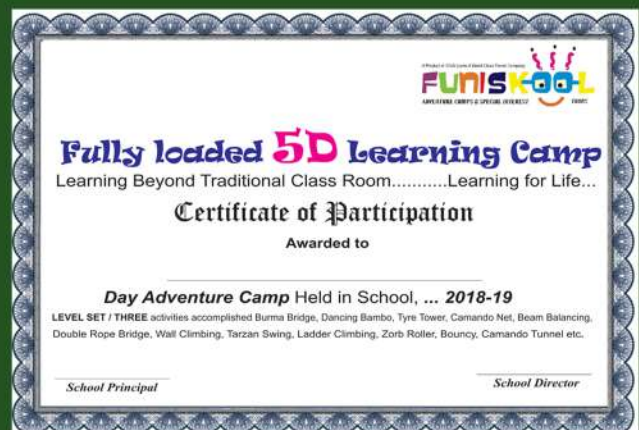 FUNISKOOL
ADVENTURE CAMPS & SPECIAL INTEREST TOURS
Fully loaded 5D Learning Camp
Learning Beyond Traditional Class Room...........Learning for Life...
Certificate of Participation
Awarded to
Day Adventure Camp Held in School, ... 2018-19
LEVEL SET / THREE activities accomplished Burma Bridge, Dancing Bambo, Tyre Tower, Camando Net, Beam Balancing,
Double Rope Bridge, Wall Climbing, Tarzan Swing, Ladder Climbing, Zorb Roller, Bouncy, Camando Tunnel etc.
School Principal
School Director